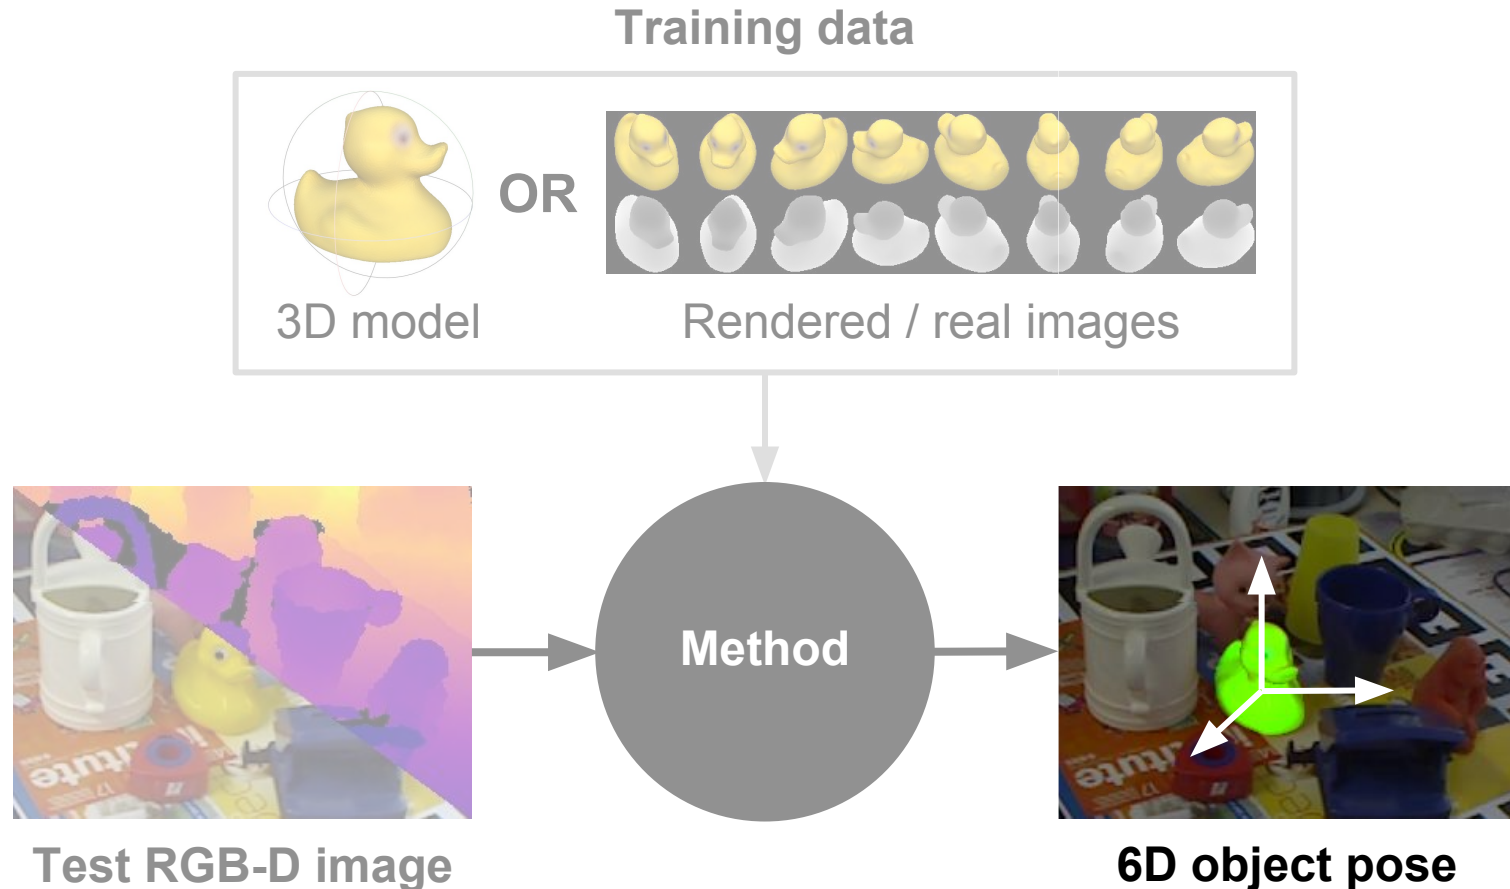 Training data
OR
3D model
Rendered / real images
Method
Test RGB-D image
6D object pose